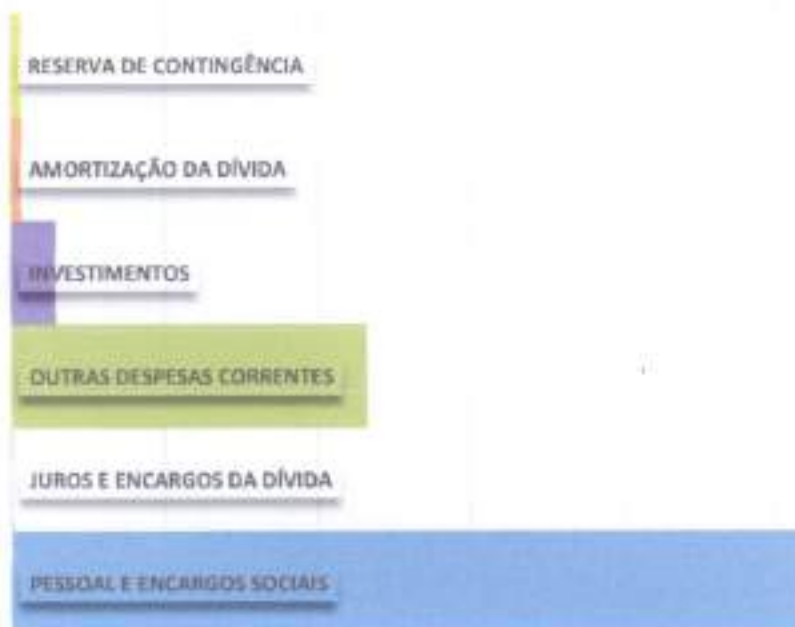 RESERVA DE CONTINGÊNCIA
AMORTIZAÇÃO DA DÍVIDA
INVESTIMENTOS
OUTRAS DESPESAS CORRENTES
JUROS E ENCARGOS DA DÍVIDA
PESSOAL E ENCARGOS SOCIAIS